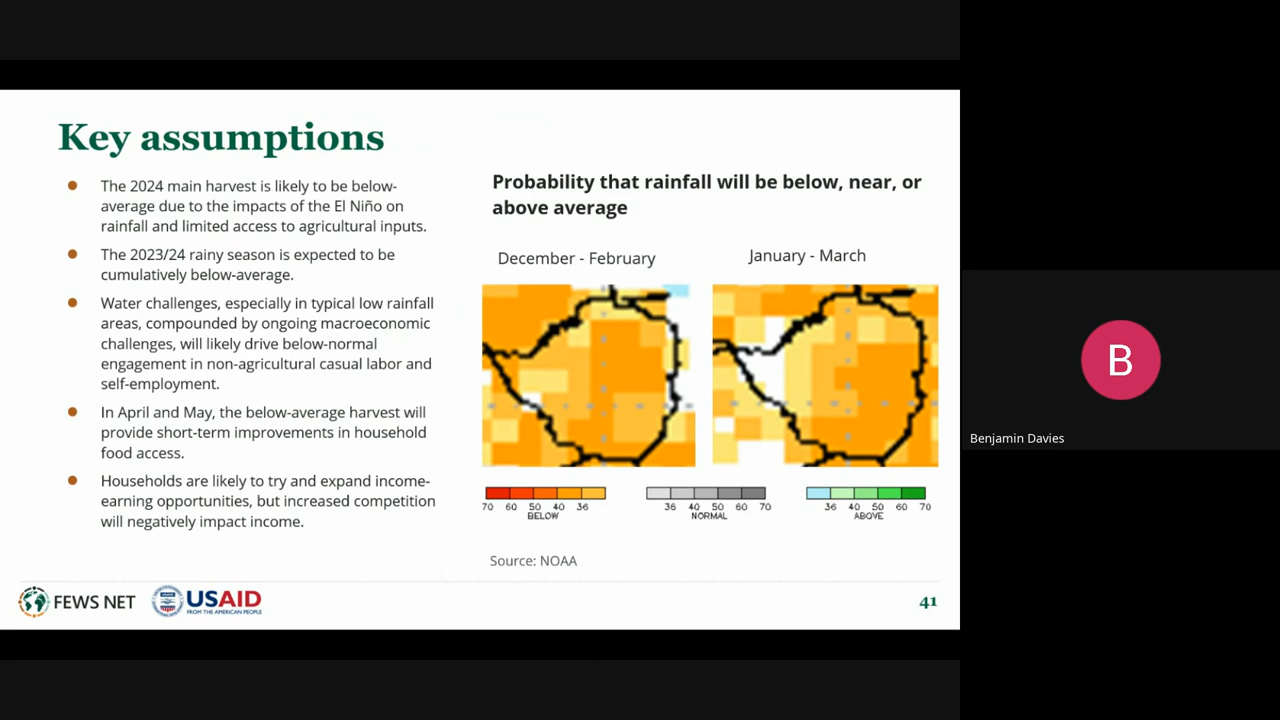 Key assumptions
The 2024 main harvest is likely to be below-
average due to the impacts of the El Niño on
rainfall and limited access to agricultural inputs.
The 2023/24 rainy season is expected to be
cumulatively below-average.
Water challenges, especially in typical low rainfall
areas, compounded by ongoing macroeconomic
challenges, will likely drive below-normal
engagement in non-agricultural casual labor and
self-employment.
In April and May, the below-average harvest will
provide short-term improvements in household
food access.
Households are likely to try and expand income-
earning opportunities, but increased competition
will negatively impact income.
Probability that rainfall will be below, near, or
above average
December - February
January - March
70 60 50 40 36
BELOW
36 40 50 60 70
NORMAL
36 40 50 60 70
ABOVE
Source: NOAA
FEWS NET
USAID
FROM THE AMERICAN PEOPLE
41
B
Benjamin Davies